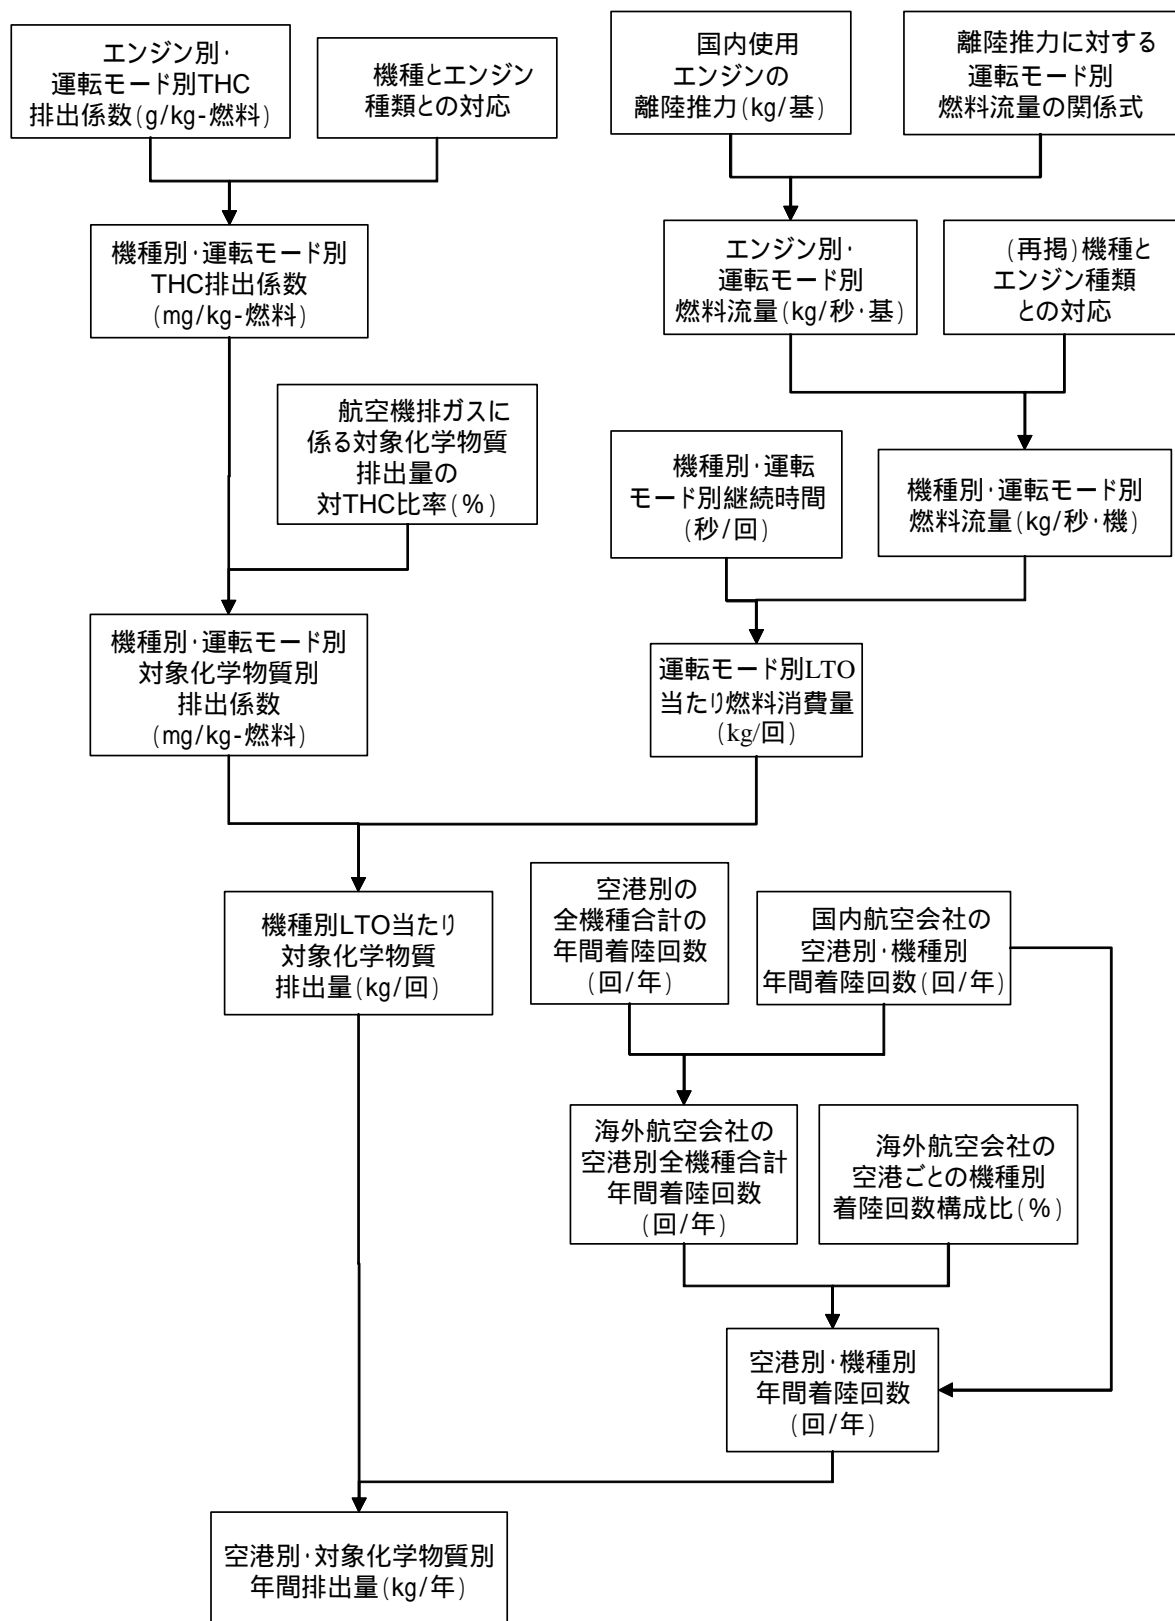 エンジン別・
運転モード別THC
排出係数(g/kg-燃料)
機種とエンジン
種類との対応
国内使用
エンジンの
離陸推力(kg/基)
離陸推力に対する
運転モード別
燃料流量の関係式
機種別・運転モード別
THC排出係数
(mg/kg-燃料)
エンジン別・
運転モード別
燃料流量(kg/秒・基)
(再掲)機種と
エンジン種類
との対応
航空機排ガスに
係る対象化学物質
排出量の
対THC比率(%)
機種別・運転
モード別継続時間
(秒/回)
機種別・運転モード別
燃料流量(kg/秒・機)
機種別・運転モード別
対象化学物質別
排出係数
(mg/kg-燃料)
運転モード別LTO
当たり燃料消費量
(kg/回)
機種別LTO当たり
対象化学物質
排出量(kg/回)
空港別の
全機種合計の
年間着陸回数
(回/年)
国内航空会社の
空港別・機種別
年間着陸回数(回/年)
海外航空会社の
空港別全機種合計
年間着陸回数
(回/年)
海外航空会社の
空港ごとの機種別
着陸回数構成比(%)
空港別・機種別
年間着陸回数
(回/年)
空港別・対象化学物質別
年間排出量(kg/年)